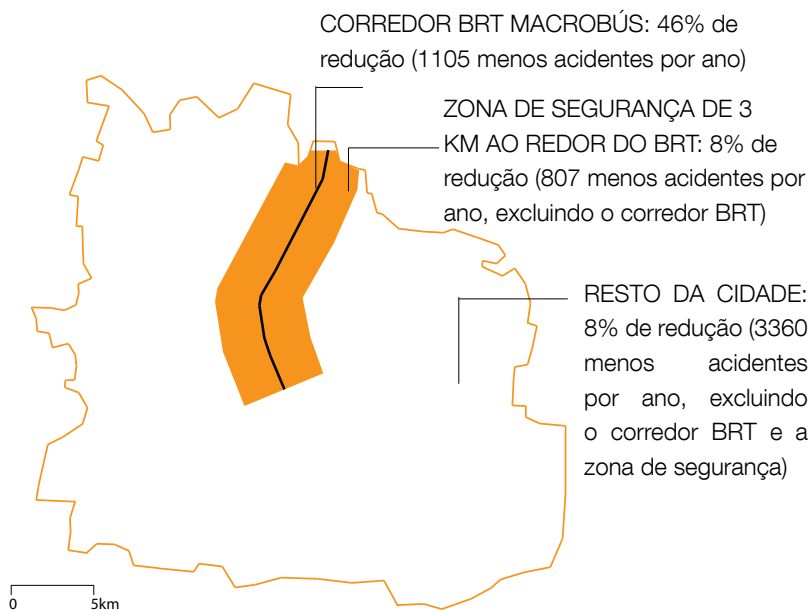 CORREDOR BRT MACROBÚS: 46% de
redução (1105 menos acidentes por ano)
ZONA DE SEGURANÇA DE 3
KM AO REDOR DO BRT: 8% de
redução (807 menos acidentes por
ano, excluindo o corredor BRT)
RESTO DA CIDADE:
8% de redução (3360
menos acidentes
por ano, excluindo
o corredor BRT e a
zona de segurança)
0 5km